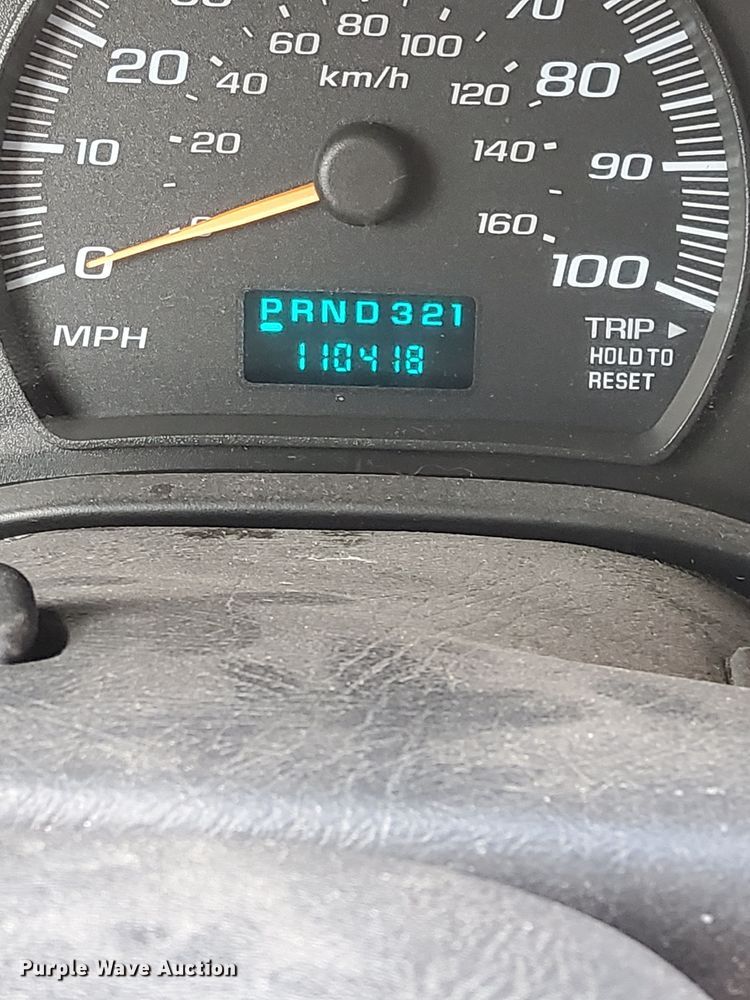 70
60 80 100
20 40 km/h 120 80
10 20 140 90
0 160 100
PRND321
MPH 110418 TRIP ▶
HOLD TO
RESET
Purple Wave Auction